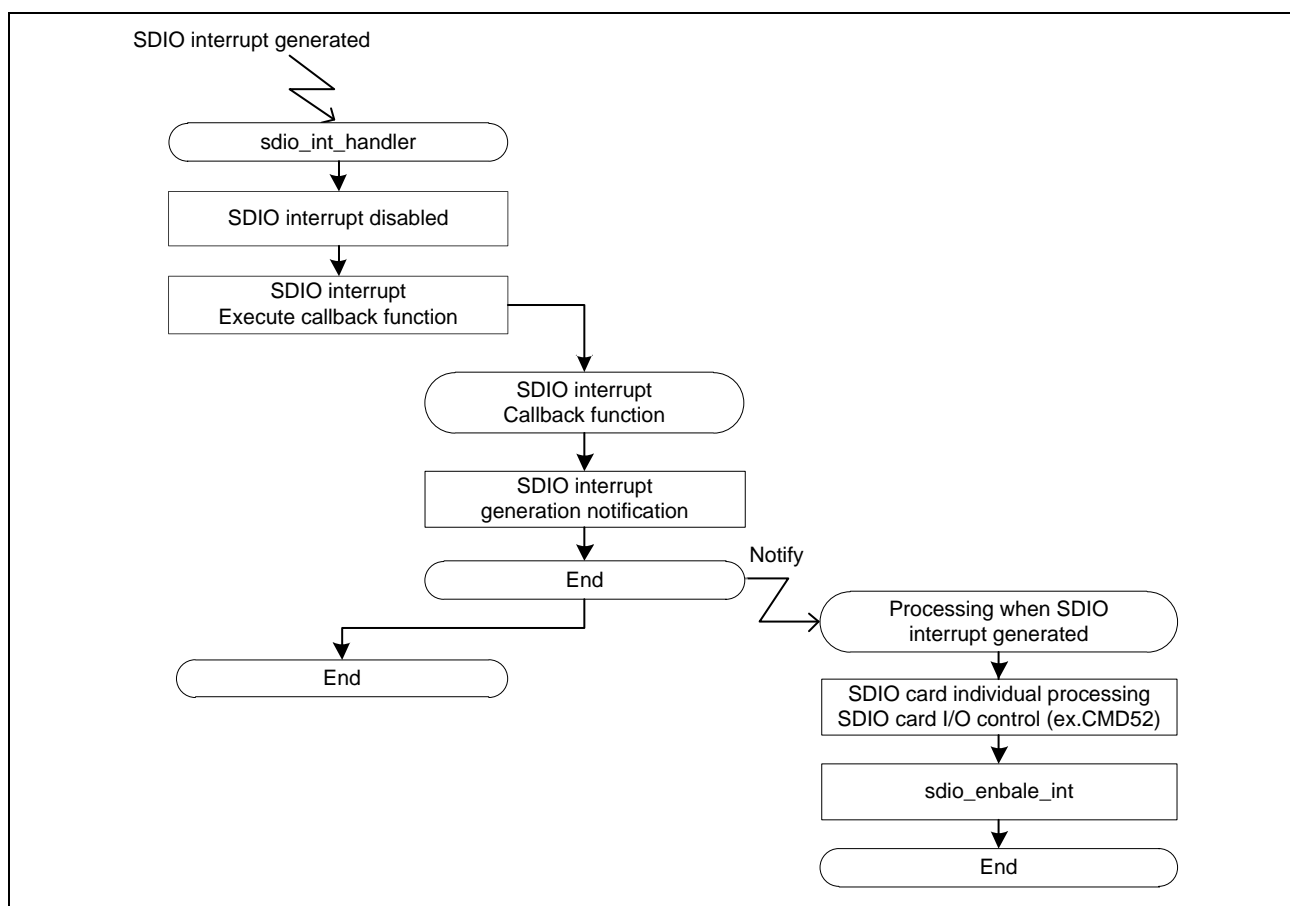 SDIO interrupt generated
sdio_int_handler
SDIO interrupt disabled
SDIO interrupt
Execute callback function
SDIO interrupt
Callback function
SDIO interrupt
generation notification
End
Notify
End
Processing when SDIO
interrupt generated
SDIO card individual processing
SDIO card I/O control (ex.CMD52)
sdio_enbale_int
End